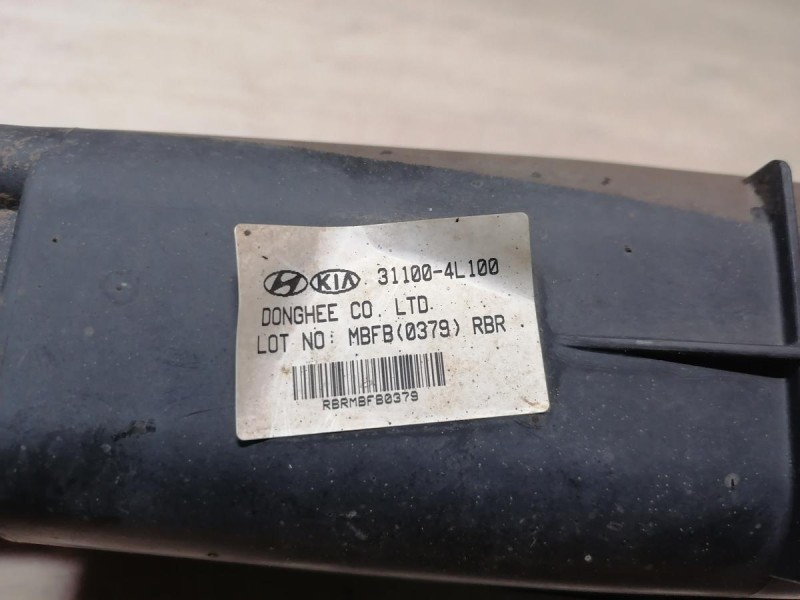 KIA 31100-4L100
DONGHEE CO. LTD.
LOT NO: MBFB(0379) RBR
RBRMBFB0379